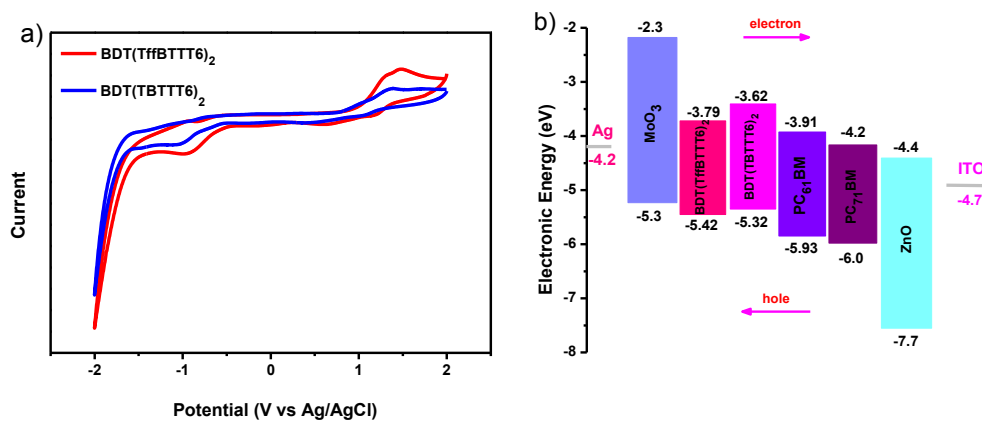 a)
BDT(TffBTTT6)2
BDT(TBTTT6)2
Current
-2
-1
0
1
2
Potential (V vs Ag/AgCl)
b)
Electronic Energy (eV)
-2
-3
-4
-5
-6
-7
-8
electron
hole
Ag
-4.2
-2.3
MoO3
-5.3
-3.79
BDT(TffBTTT6)2
-5.42
-3.62
BDT(TBTTT6)2
-5.32
-3.91
PC61BM
-5.93
-4.2
PC71BM
-6.0
-4.4
ZnO
-7.7
ITO
-4.7